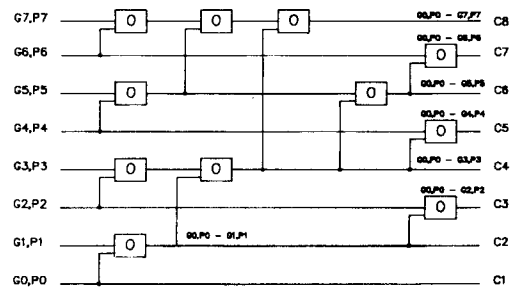 G7,P7 O O O G0,P0 - G7,P7 C8
G0,P0 - G6,P6
G6,P6 O C7
G5,P5 O O G0,P0 - G5,P5 C6
G0,P0 - G4,P4
G4,P4 O C5
G3,P3 O O G0,P0 - G3,P3 C4
G0,P0 - G2,P2
G2,P2 O C3
G1,P1 O G0,P0 - G1,P1 C2
G0,P0 C1